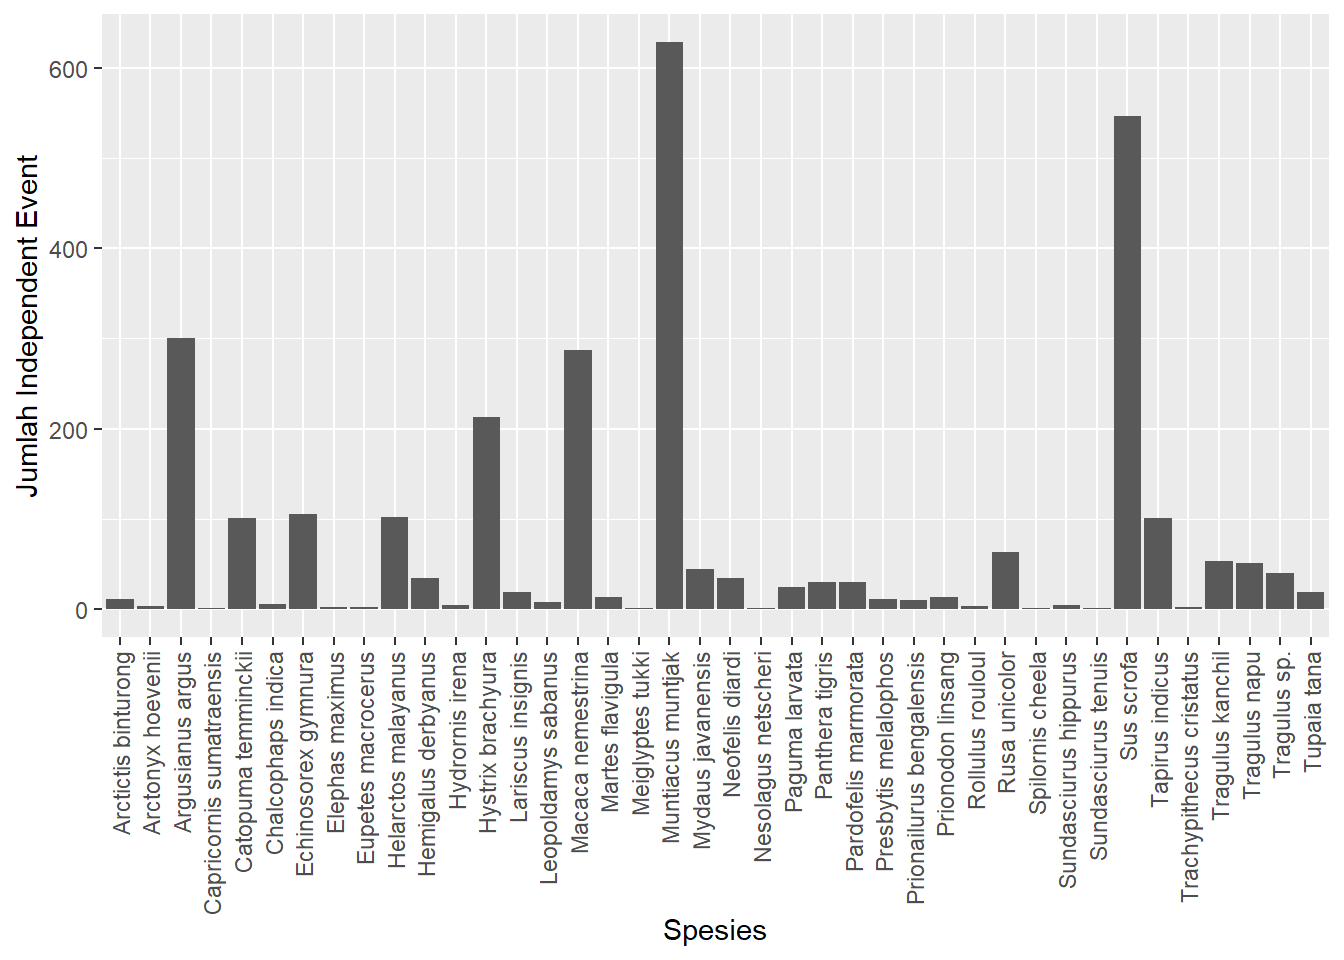 Jumlah Independent Event
600
400
200
0
Arctictis binturong
Arctonyx hoevenii
Argusianus argus
Capricornis sumatraensis
Catopuma temminckii
Chalcophaps indica
Echinosorex gymnura
Elephas maximus
Eupetes macrocerus
Helarctos malayanus
Hemigalus derbyanus
Hydrornis irena
Hystrix brachyura
Lariscus insignis
Leopoldamys sabanus
Macaca nemestrina
Martes flavigula
Meiglyptes tukki
Muntiacus muntjak
Mydaus javanensis
Neofelis diardi
Nesolagus netscheri
Paguma larvata
Panthera tigris
Pardofelis marmorata
Presbytis melalophos
Prionailurus bengalensis
Prionodon linsang
Rollulus rouloul
Rusa unicolor
Spilornis cheela
Sundasciurus hippurus
Sundasciurus tenuis
Sus scrofa
Tapirus indicus
Trachypithecus cristatus
Tragulus kanchil
Tragulus napu
Tragulus sp.
Tupaia tana
Spesies